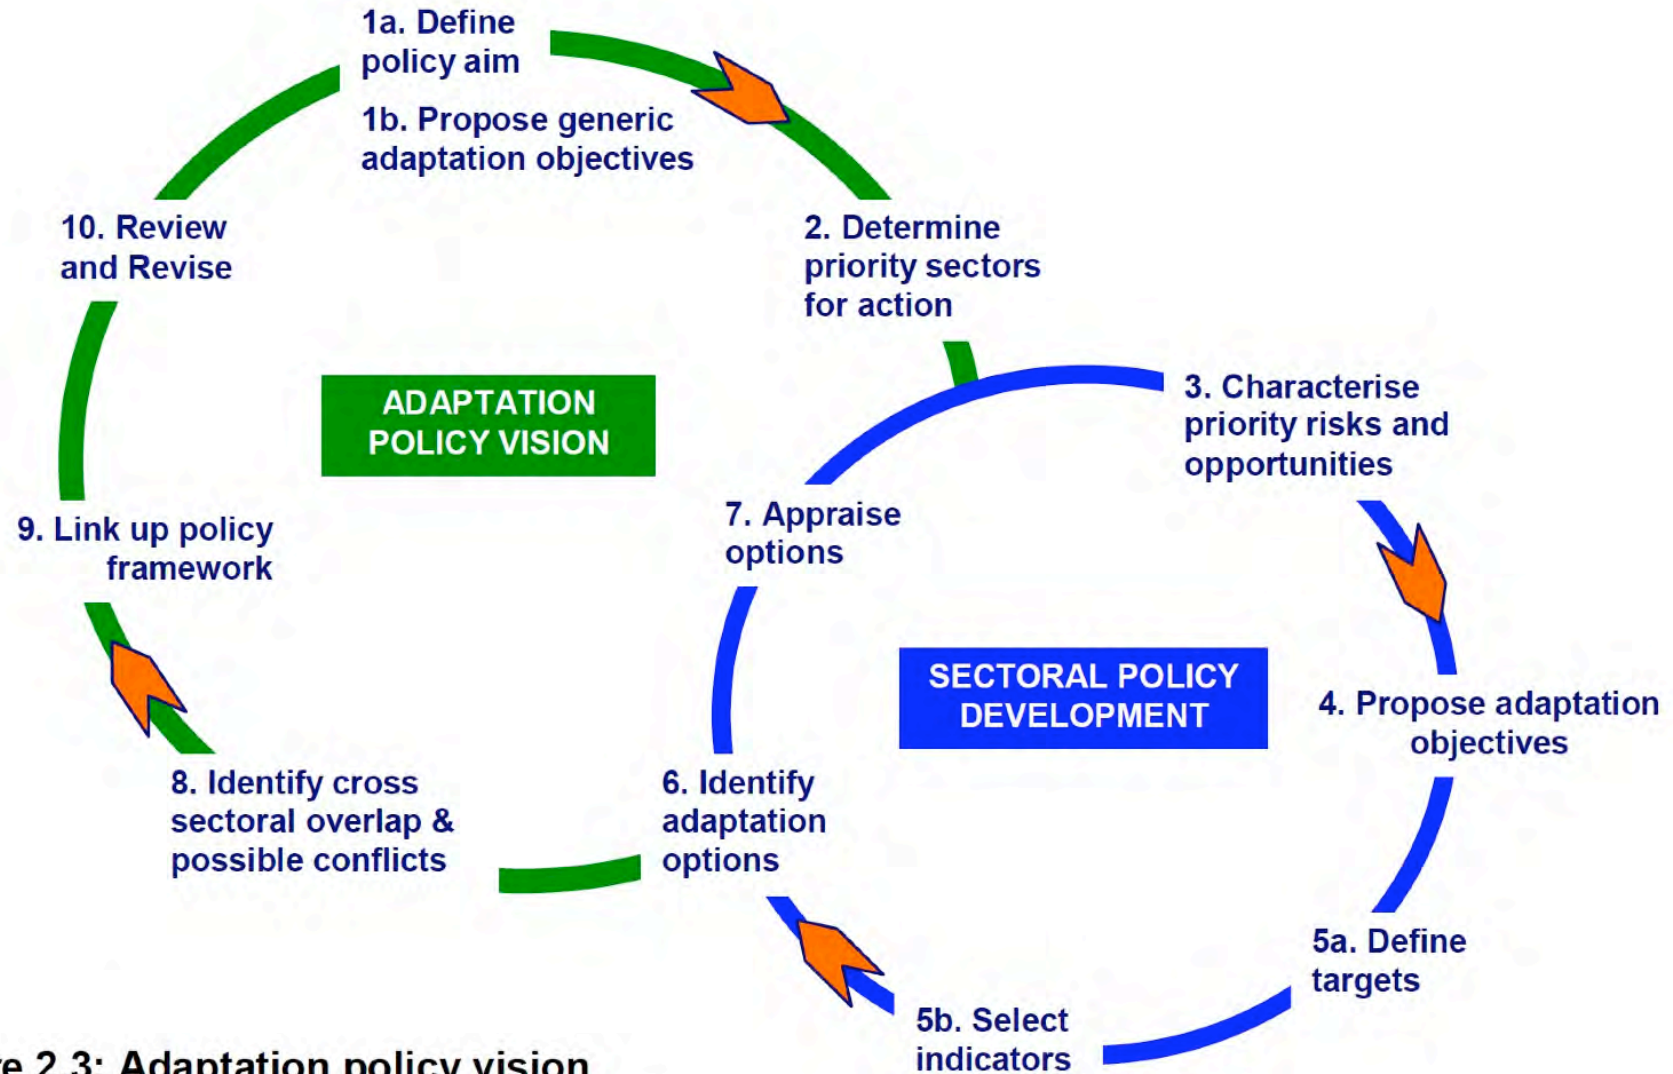 1a. Define
policy aim
1b. Propose generic
adaptation objectives
10. Review
and Revise
2. Determine
priority sectors
for action
ADAPTATION
POLICY VISION
3. Characterise
priority risks and
opportunities
9. Link up policy
framework
7. Appraise
options
SECTORAL POLICY
DEVELOPMENT
4. Propose adaptation
objectives
8. Identify cross
sectoral overlap &
possible conflicts
6. Identify
adaptation
options
5a. Define
targets
5b. Select
indicators
2.3: Adaptation policy vision